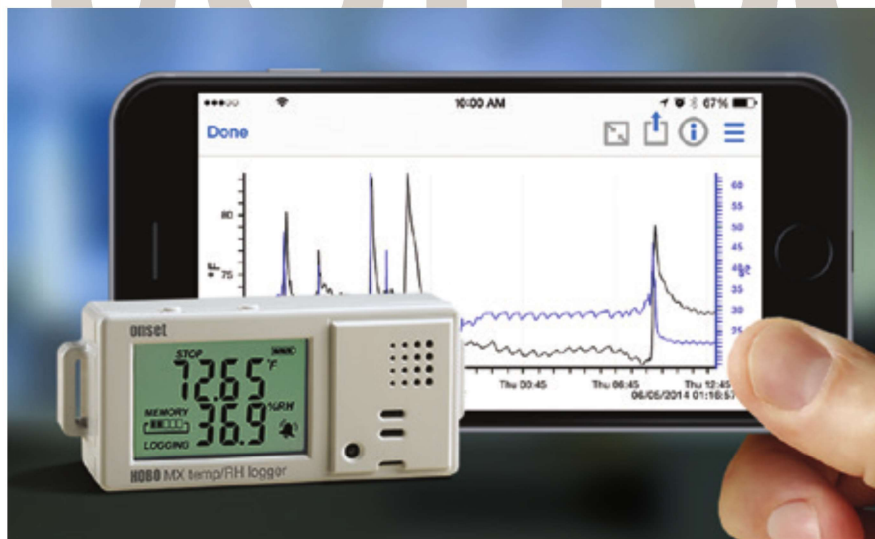 10:00 AM
67%
Done
°F
80
75
60
55
50
45
40
35
30
25
Thu 00:45
Thu 06:45
Thu 12:45
06/05/2014 01:16:57
onset
STOP
72.65 °F
MEMORY
36.9 %RH
LOGGING
HOBO MX temp/RH logger